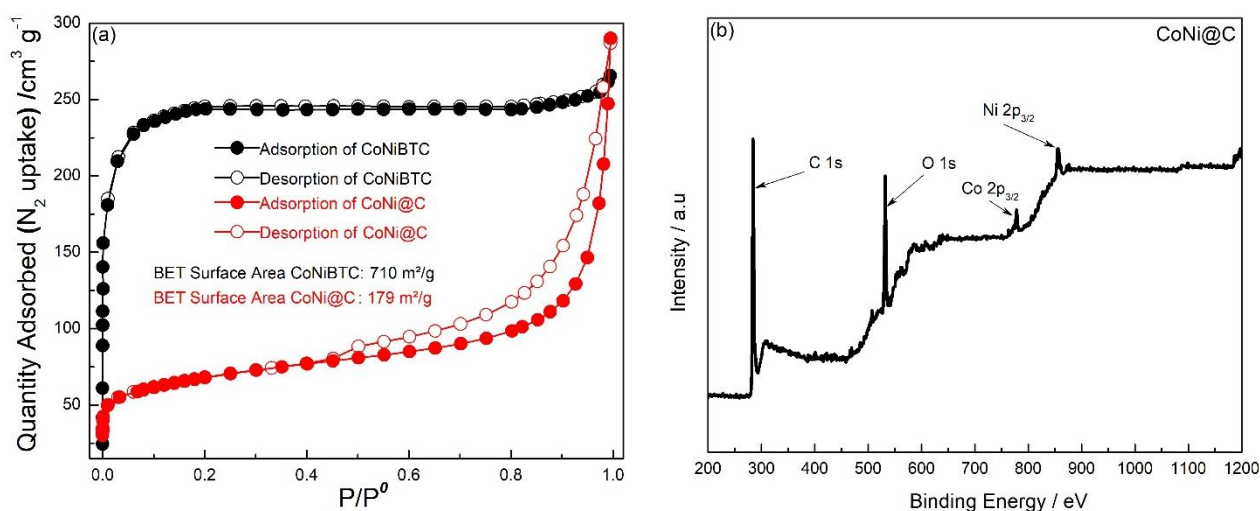 (a)
Quantity Adsorbed (N₂ uptake) /cm³ g⁻¹
300
250
200
150
100
50
Adsorption of CoNiBTC
Desorption of CoNiBTC
Adsorption of CoNi@C
Desorption of CoNi@C
BET Surface Area CoNiBTC: 710 m²/g
BET Surface Area CoNi@C : 179 m²/g
0.0 0.2 0.4 0.6 0.8 1.0
P/P⁰
(b)
CoNi@C
Ni 2p₃/₂
C 1s
O 1s
Co 2p₃/₂
Intensity / a.u
200 300 400 500 600 700 800 900 1000 1100 1200
Binding Energy / eV